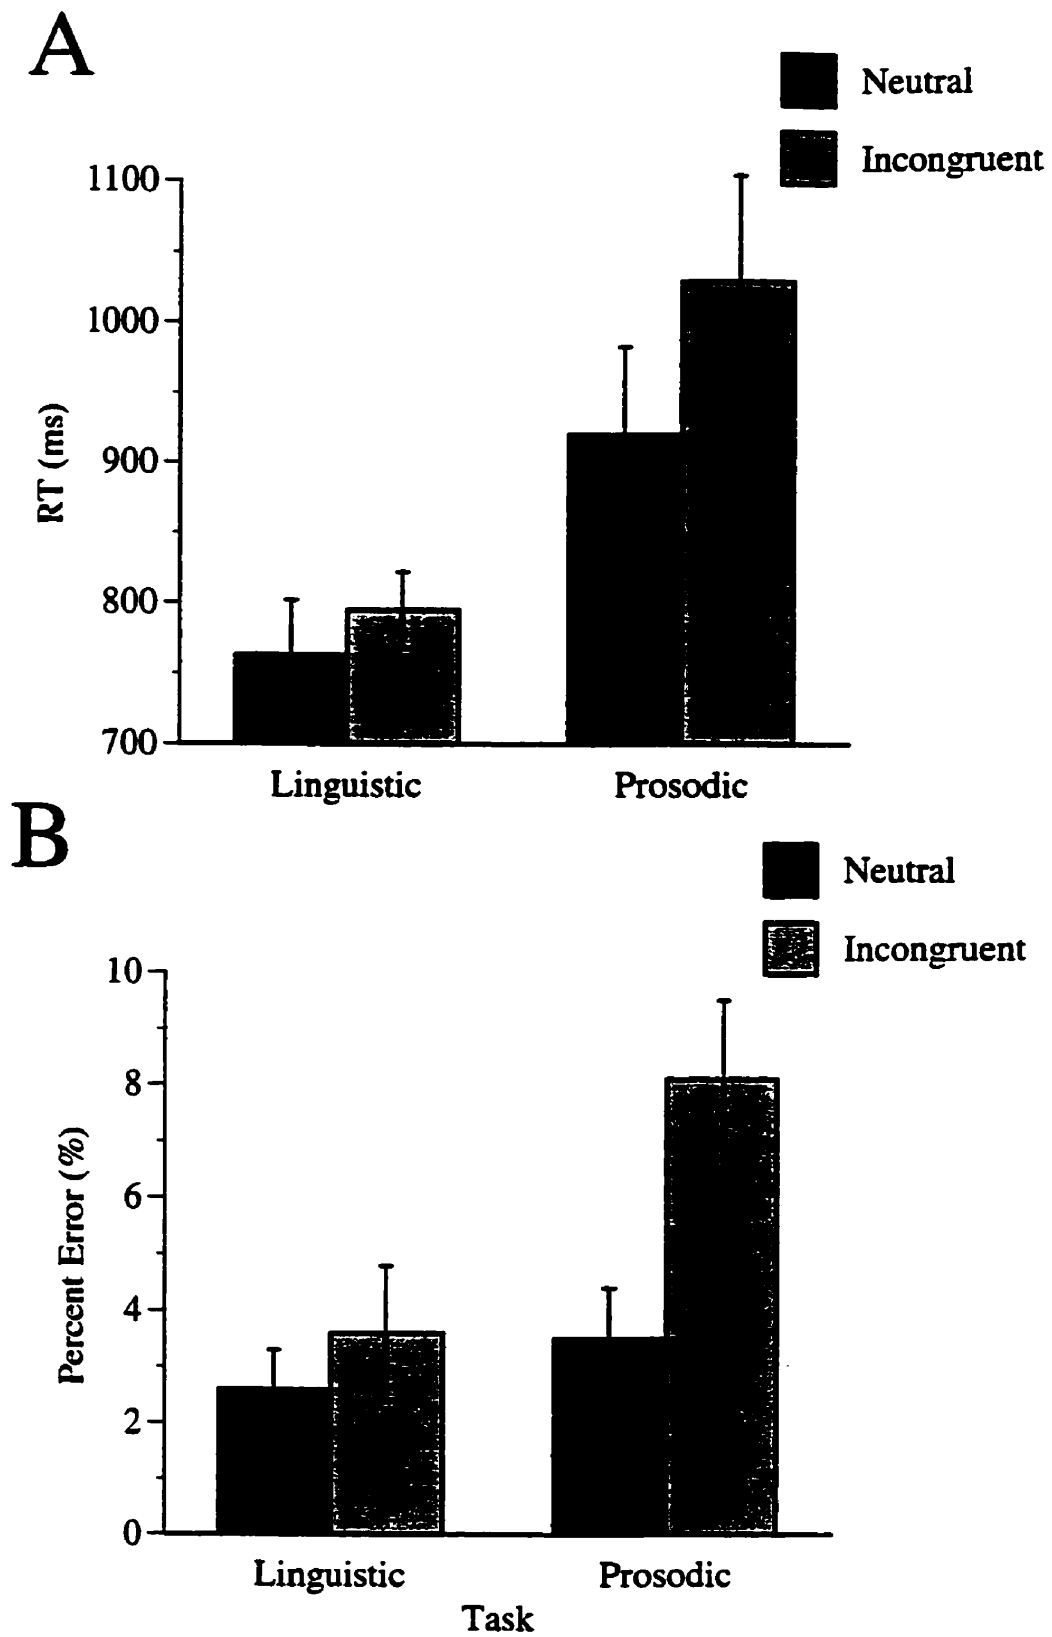 A
Neutral
Incongruent
1100
1000
900
800
700
RT (ms)
Linguistic Prosodic
B
Neutral
Incongruent
10
8
6
4
2
0
Percent Error (%)
Linguistic Prosodic
Task